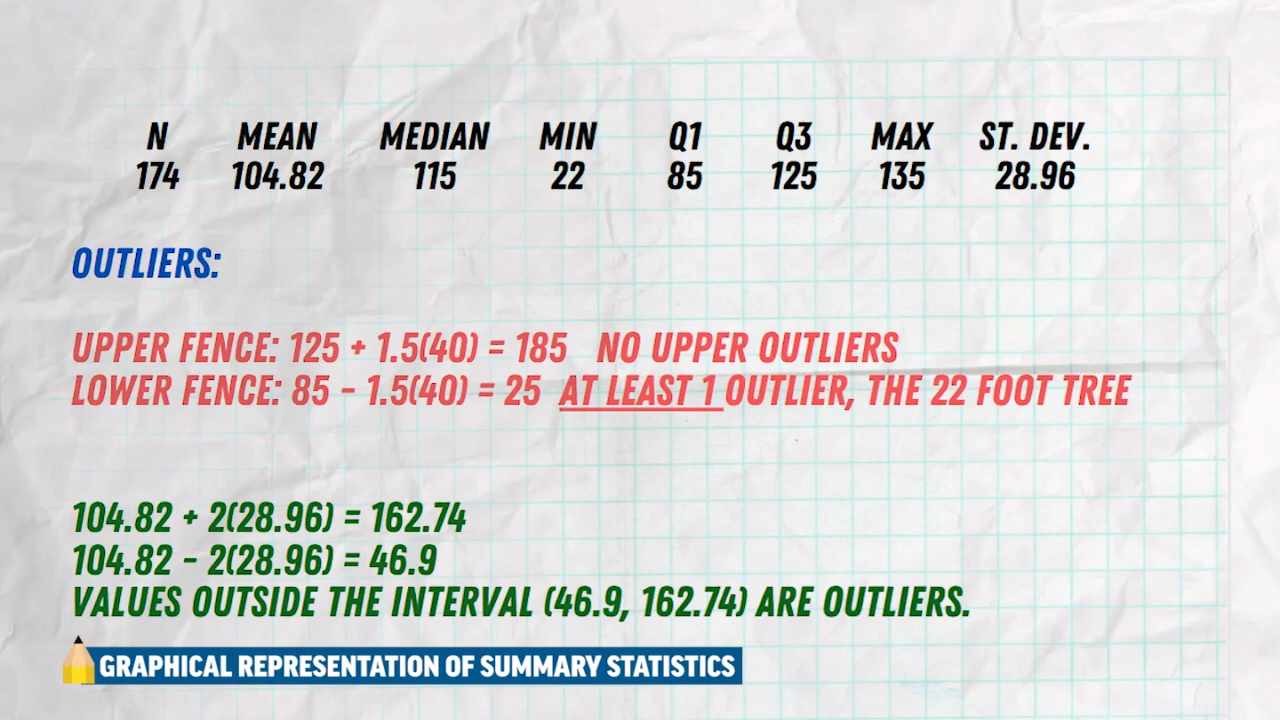 N MEAN MEDIAN MIN Q1 Q3 MAX ST. DEV.
174 104.82 115 22 85 125 135 28.96
OUTLIERS:
UPPER FENCE: 125 + 1.5(40) = 185 NO UPPER OUTLIERS
LOWER FENCE: 85 - 1.5(40) = 25 AT LEAST 1 OUTLIER, THE 22 FOOT TREE
104.82 + 2(28.96) = 162.74
104.82 - 2(28.96) = 46.9
VALUES OUTSIDE THE INTERVAL (46.9, 162.74) ARE OUTLIERS.
GRAPHICAL REPRESENTATION OF SUMMARY STATISTICS